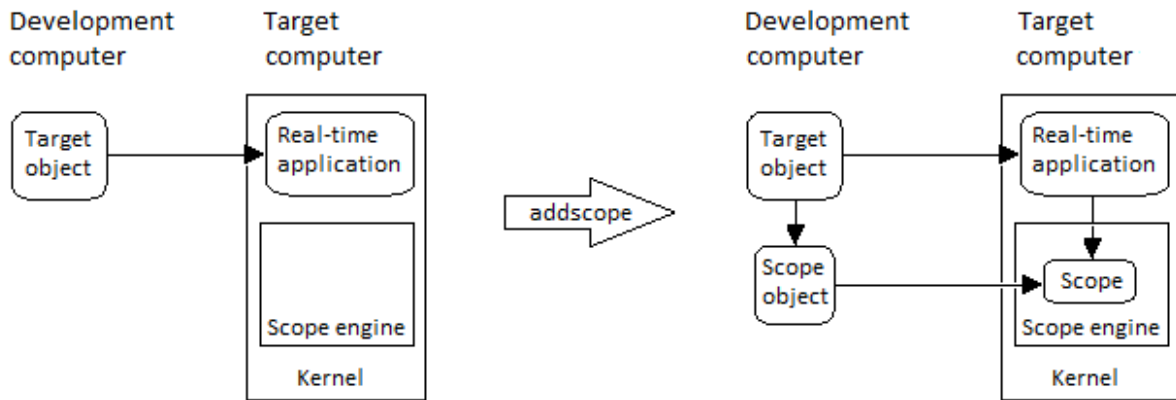 Development
computer
Target
computer
Target
object
Real-time
application
Scope engine
Kernel
addscope
Development
computer
Target
computer
Target
object
Real-time
application
Scope
object
Scope
Scope engine
Kernel